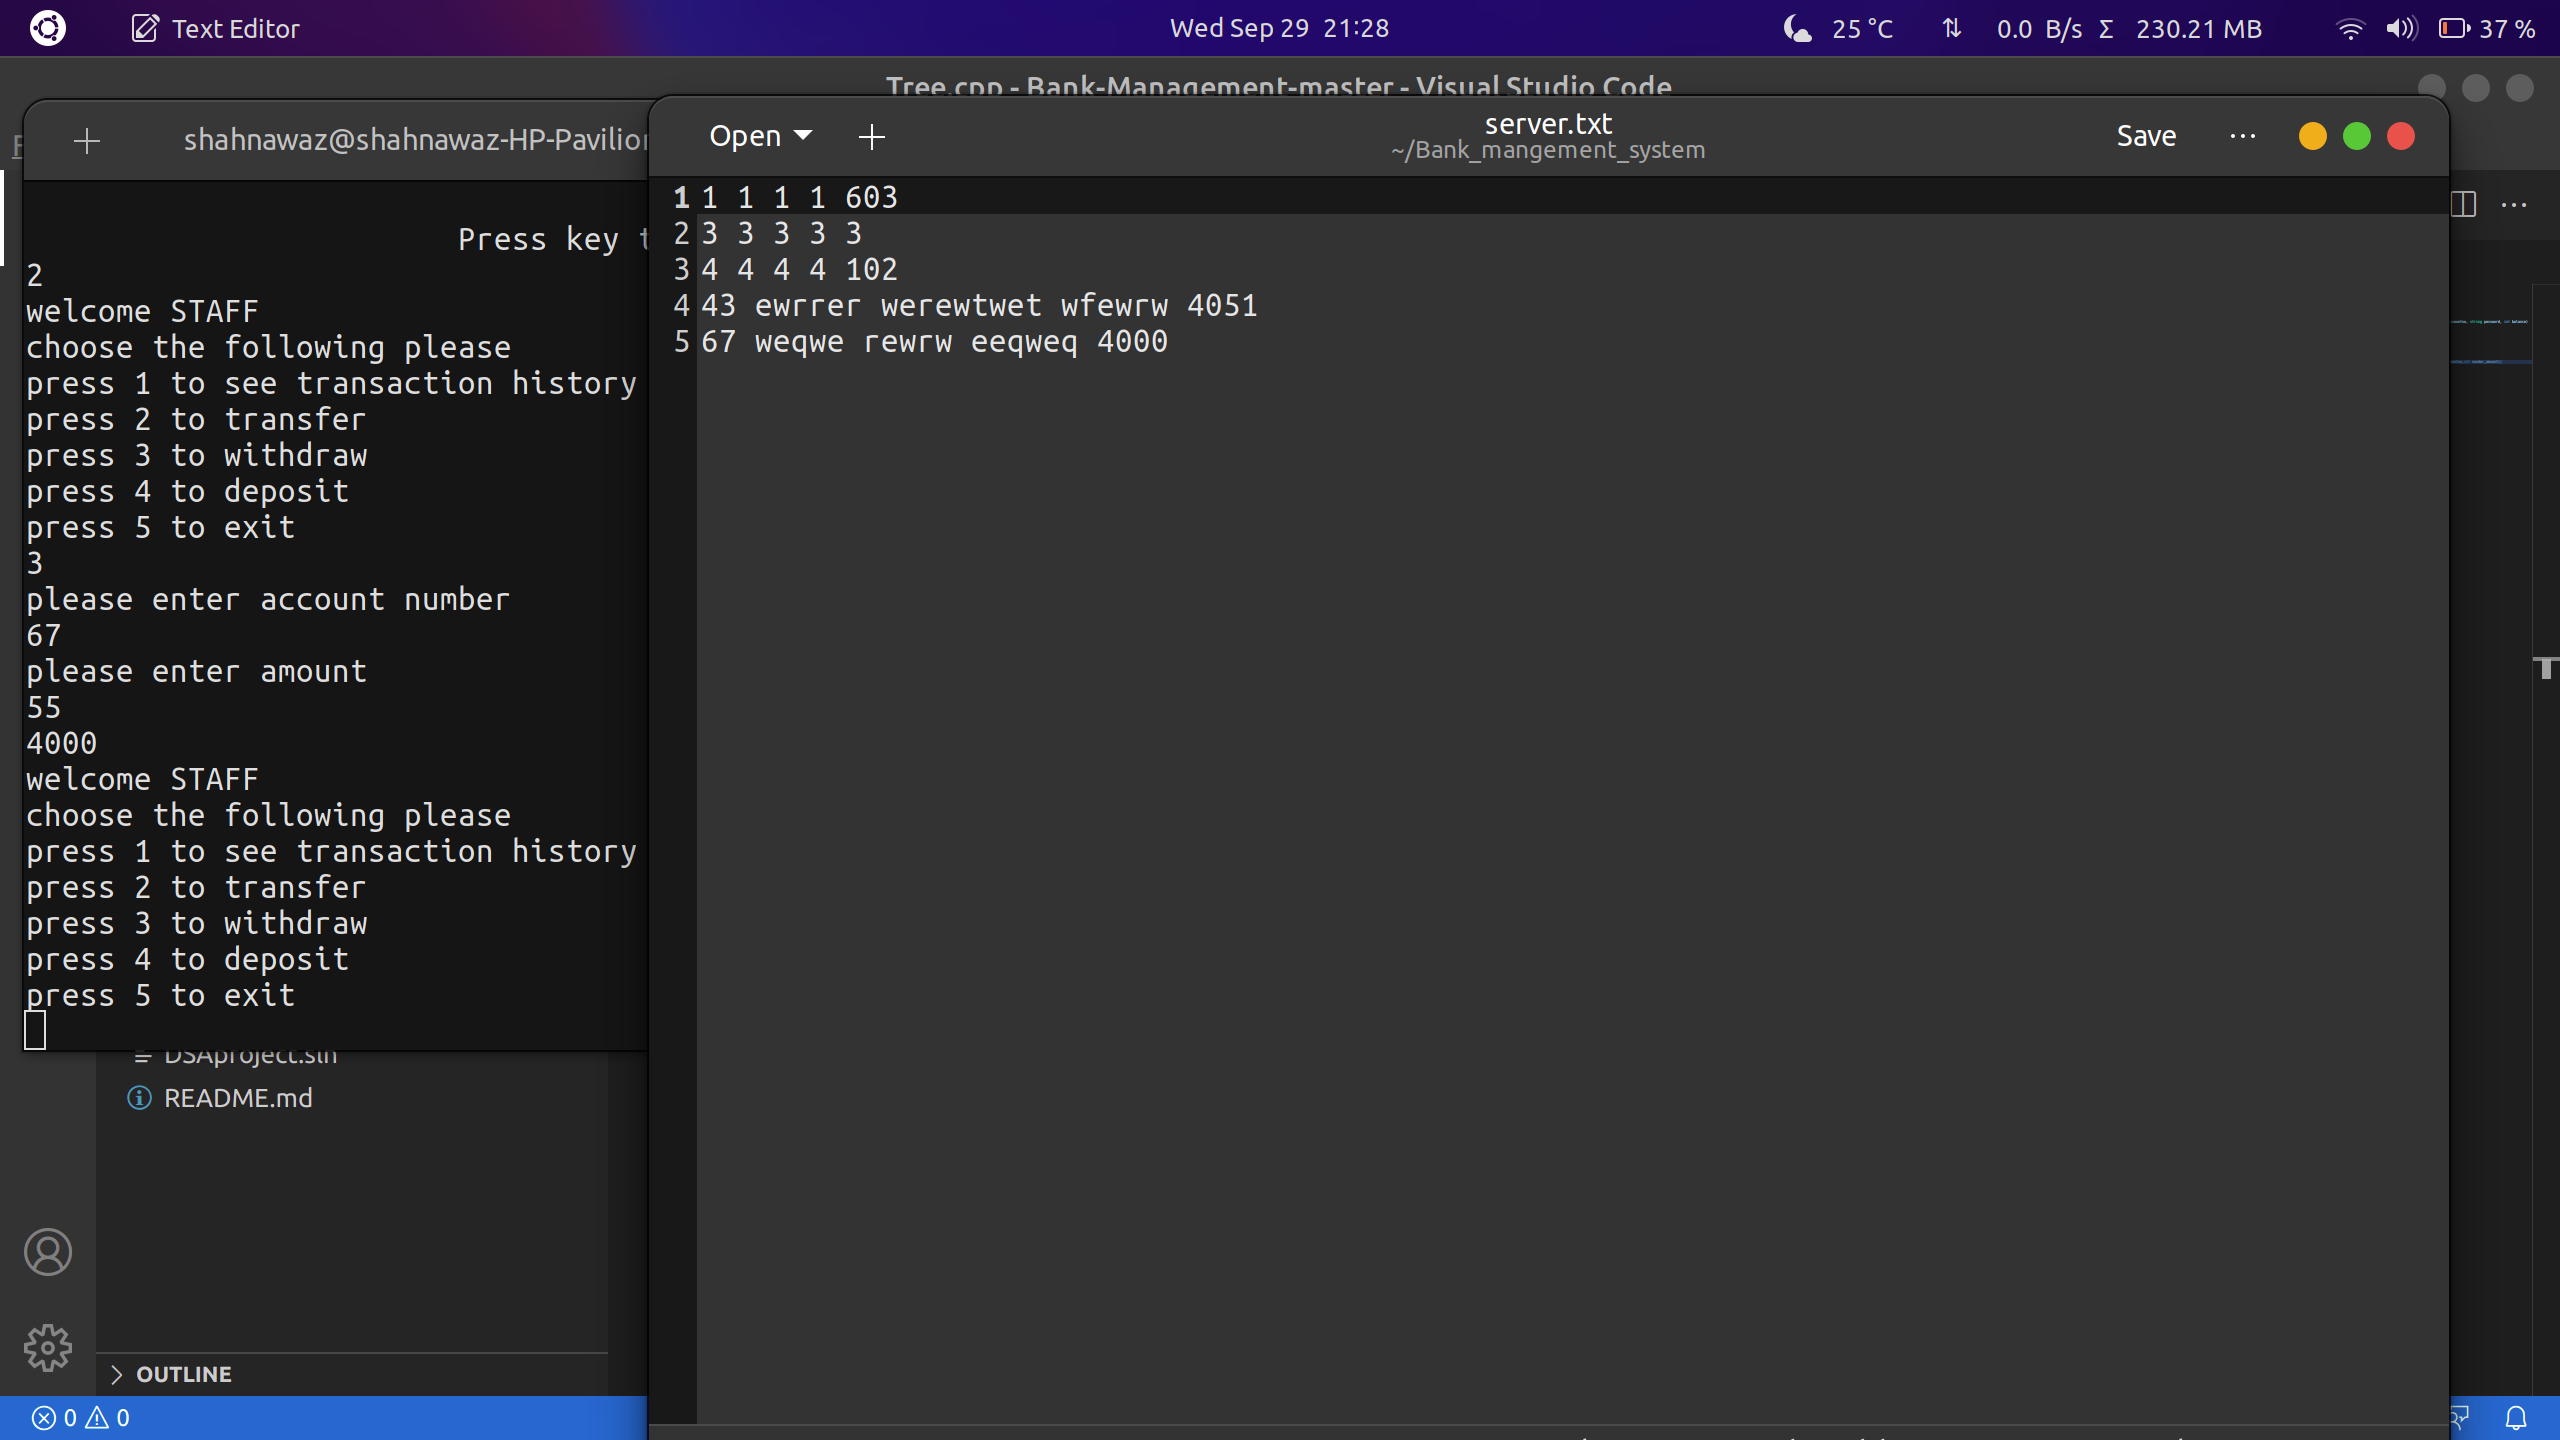 Text Editor
Wed Sep 29 21:28
25 °C
0.0 B/s Σ 230.21 MB
37 %
Tree.cpp - Bank-Management-master - Visual Studio Code
shahnawaz@shahnawaz-HP-Pavilion
Press key
2
welcome STAFF
choose the following please
press 1 to see transaction history
press 2 to transfer
press 3 to withdraw
press 4 to deposit
press 5 to exit
3
please enter account number
67
please enter amount
55
4000
welcome STAFF
choose the following please
press 1 to see transaction history
press 2 to transfer
press 3 to withdraw
press 4 to deposit
press 5 to exit
Open
server.txt
~/Bank_mangement_system
Save
1 1 1 1 1 603
2 3 3 3 3 3
3 4 4 4 4 102
4 43 ewrrer werewtwet wfewrw 4051
5 67 weqwe rewrw eeqweq 4000
DSAproject.sln
README.md
OUTLINE
0 0